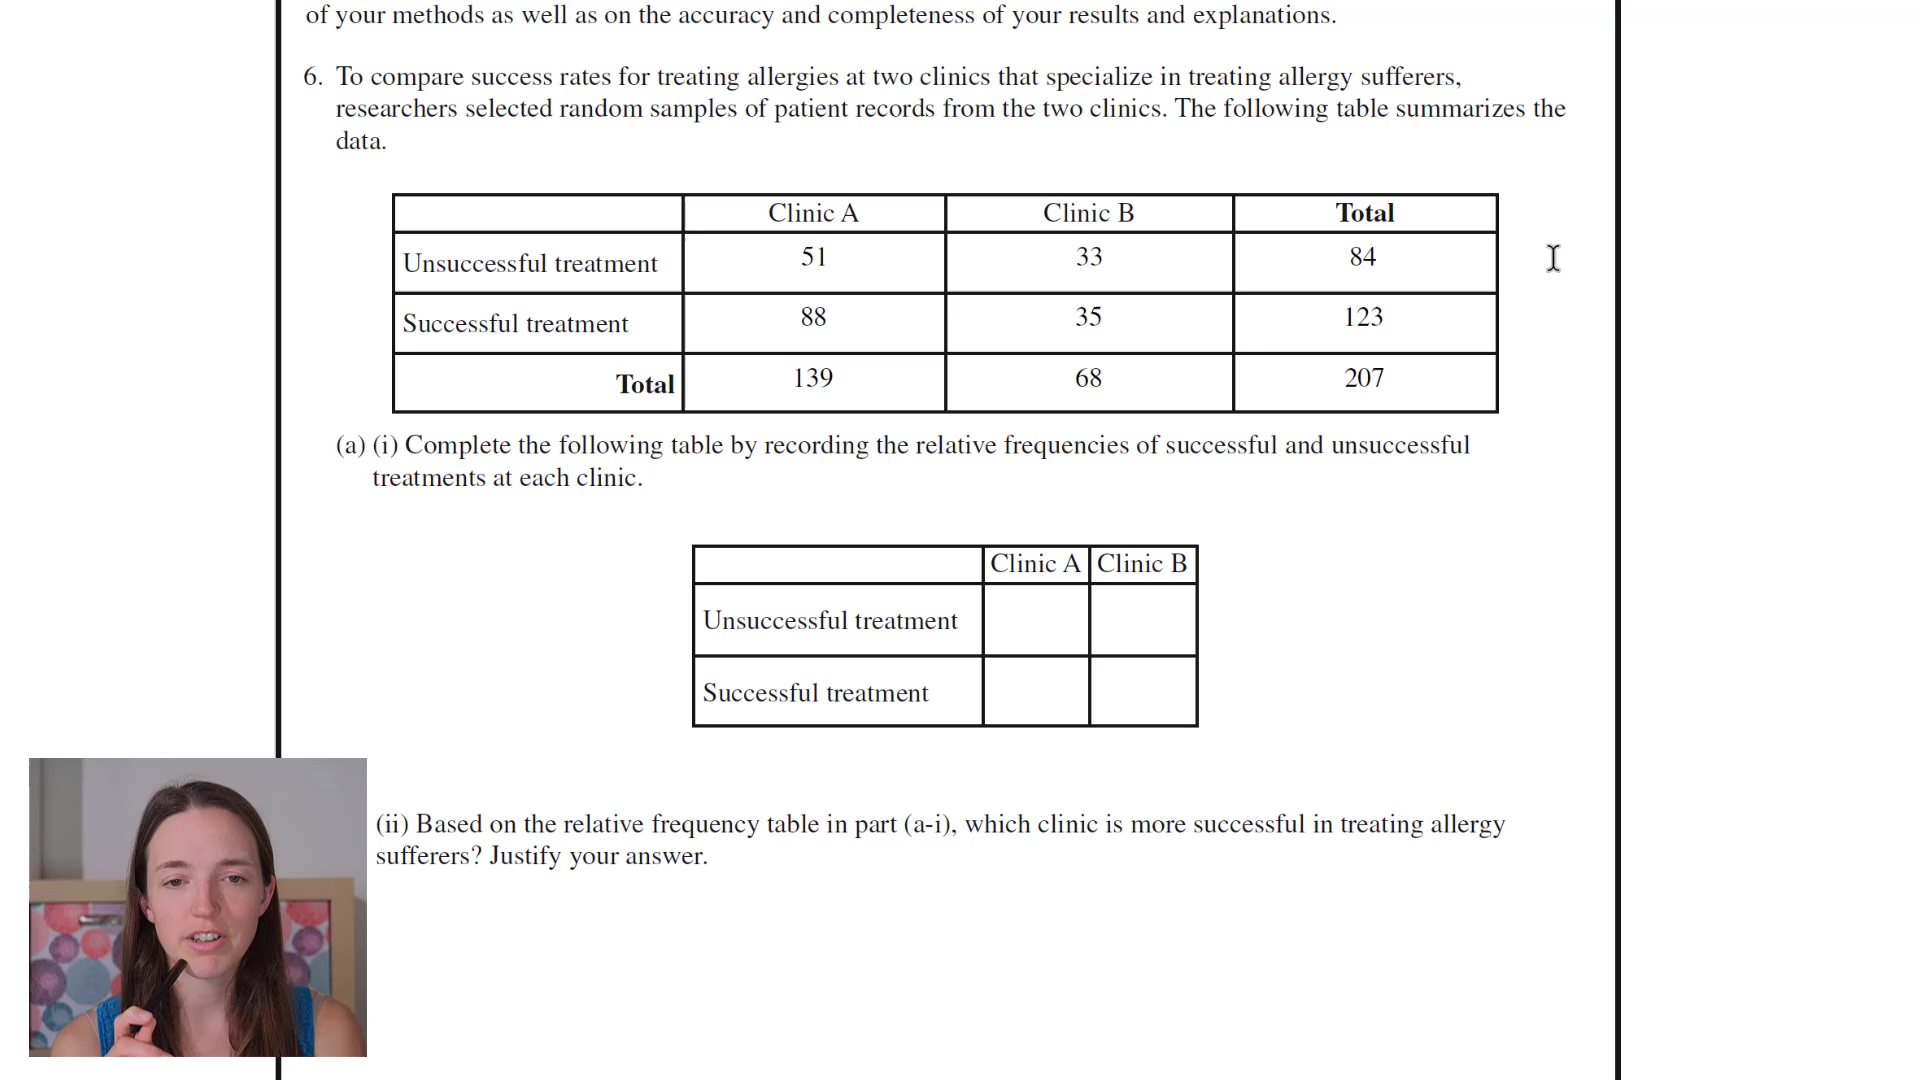 of your methods as well as on the accuracy and completeness of your results and explanations.
6. To compare success rates for treating allergies at two clinics that specialize in treating allergy sufferers,
researchers selected random samples of patient records from the two clinics. The following table summarizes the
data.
Clinic A Clinic B Total
Unsuccessful treatment 51 33 84
Successful treatment 88 35 123
Total 139 68 207
(a) (i) Complete the following table by recording the relative frequencies of successful and unsuccessful
treatments at each clinic.
Clinic A Clinic B
Unsuccessful treatment
Successful treatment
(ii) Based on the relative frequency table in part (a-i), which clinic is more successful in treating allergy
sufferers? Justify your answer.